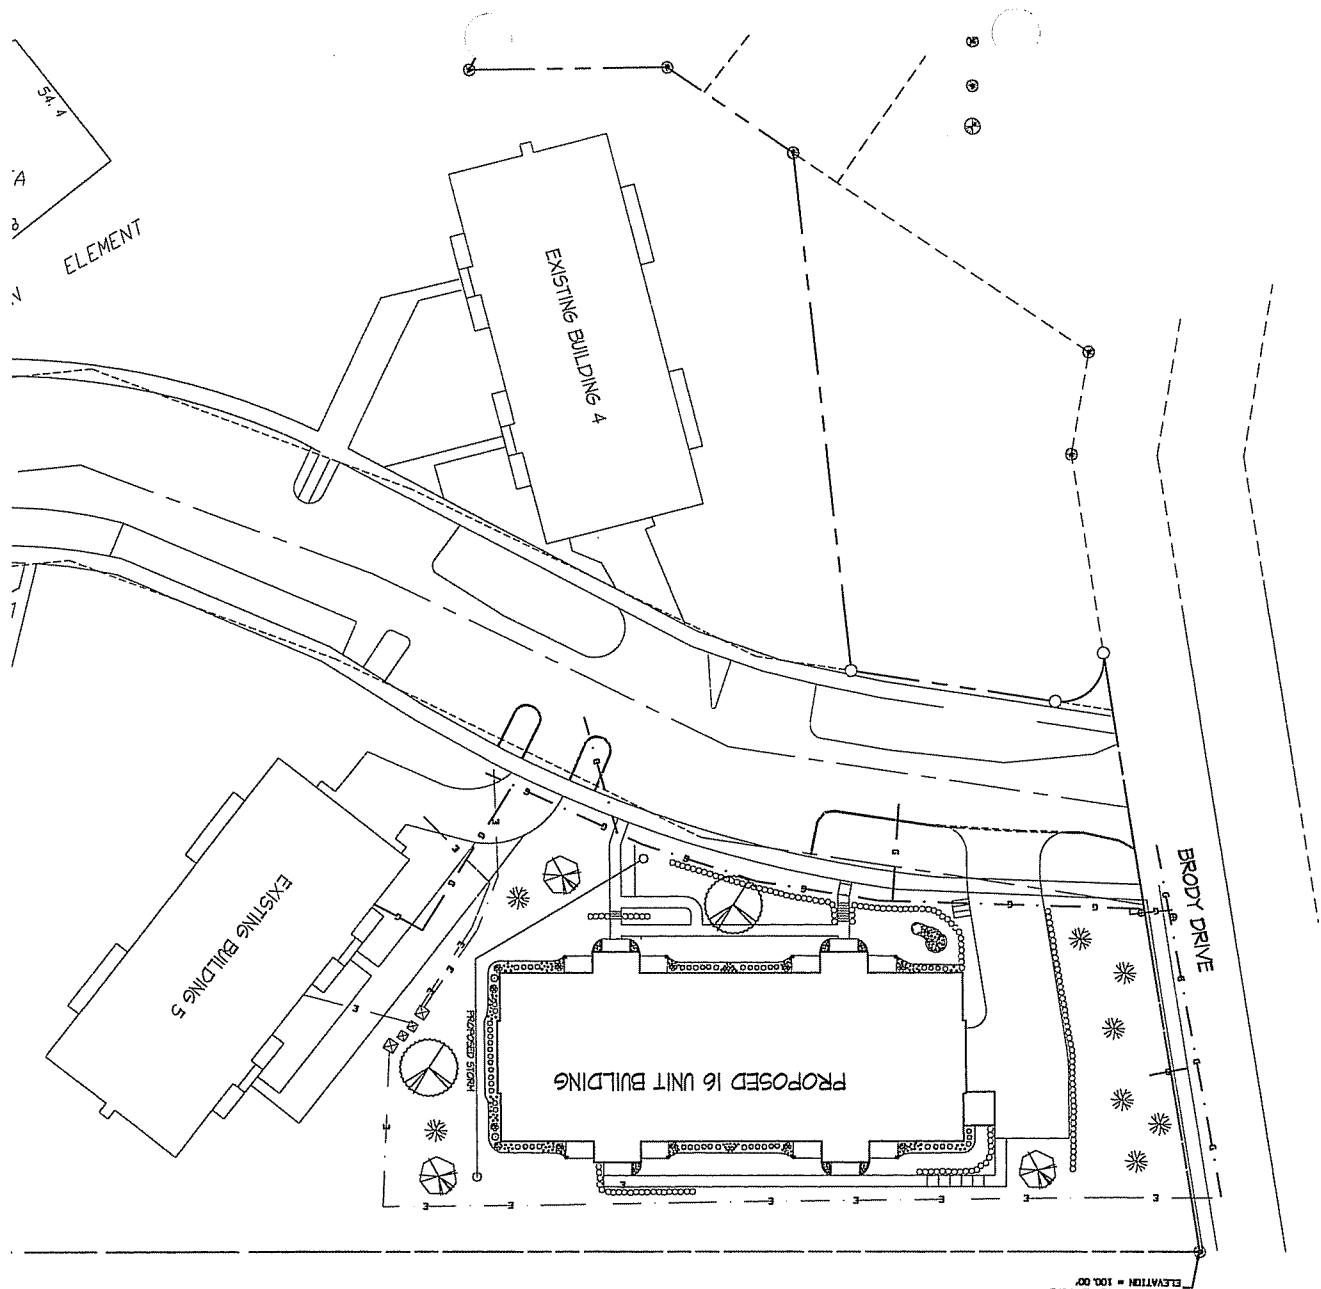 54.4
ELEMENT
EXISTING BUILDING 4
BRODY DRIVE
EXISTING BUILDING 5
PROPOSED STORM
PROPOSED 16 UNIT BUILDING
ELEVATION = 100.00'